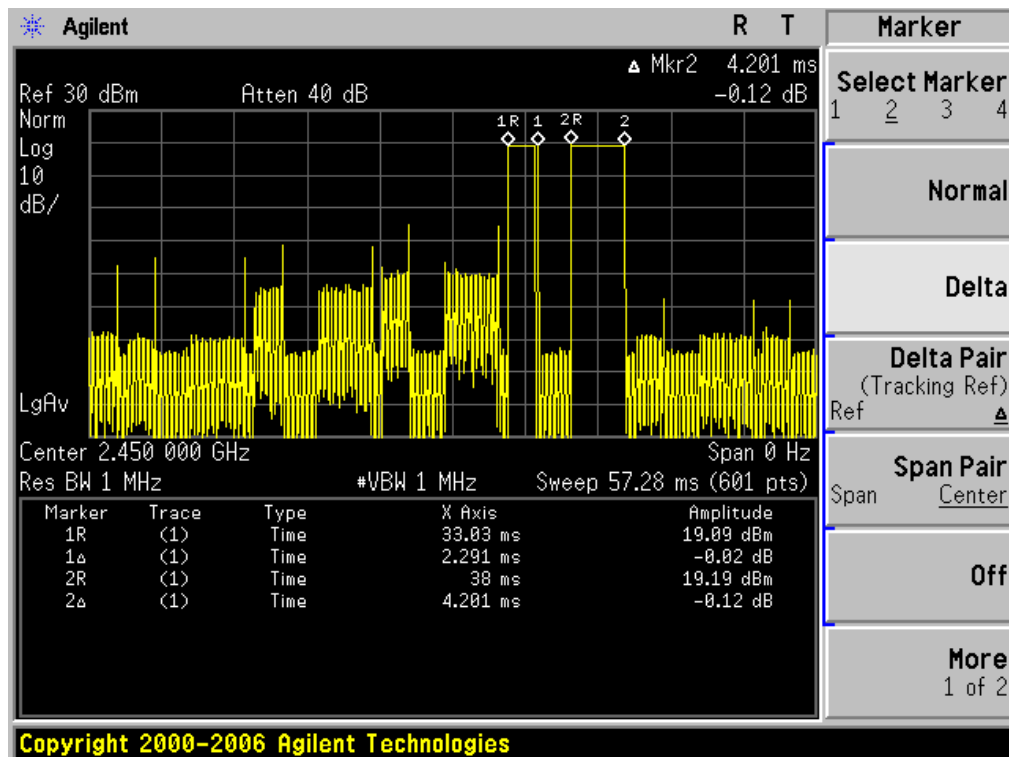 Agilent
R T
Marker
Δ Mkr2 4.201 ms
Ref 30 dBm Atten 40 dB -0.12 dB
Norm
Log
10
dB/
1R 1 2R 2
LgAv
Center 2.450 000 GHz Span 0 Hz
Res BW 1 MHz #VBW 1 MHz Sweep 57.28 ms (601 pts)
Marker Trace Type X Axis Amplitude
1R (1) Time 33.03 ms 19.09 dBm
1Δ (1) Time 2.291 ms -0.02 dB
2R (1) Time 38 ms 19.19 dBm
2Δ (1) Time 4.201 ms -0.12 dB
Select Marker
1 2 3 4
Normal
Delta
Delta Pair
(Tracking Ref)
Ref Δ
Span Pair
Span Center
Off
More
1 of 2
Copyright 2000-2006 Agilent Technologies